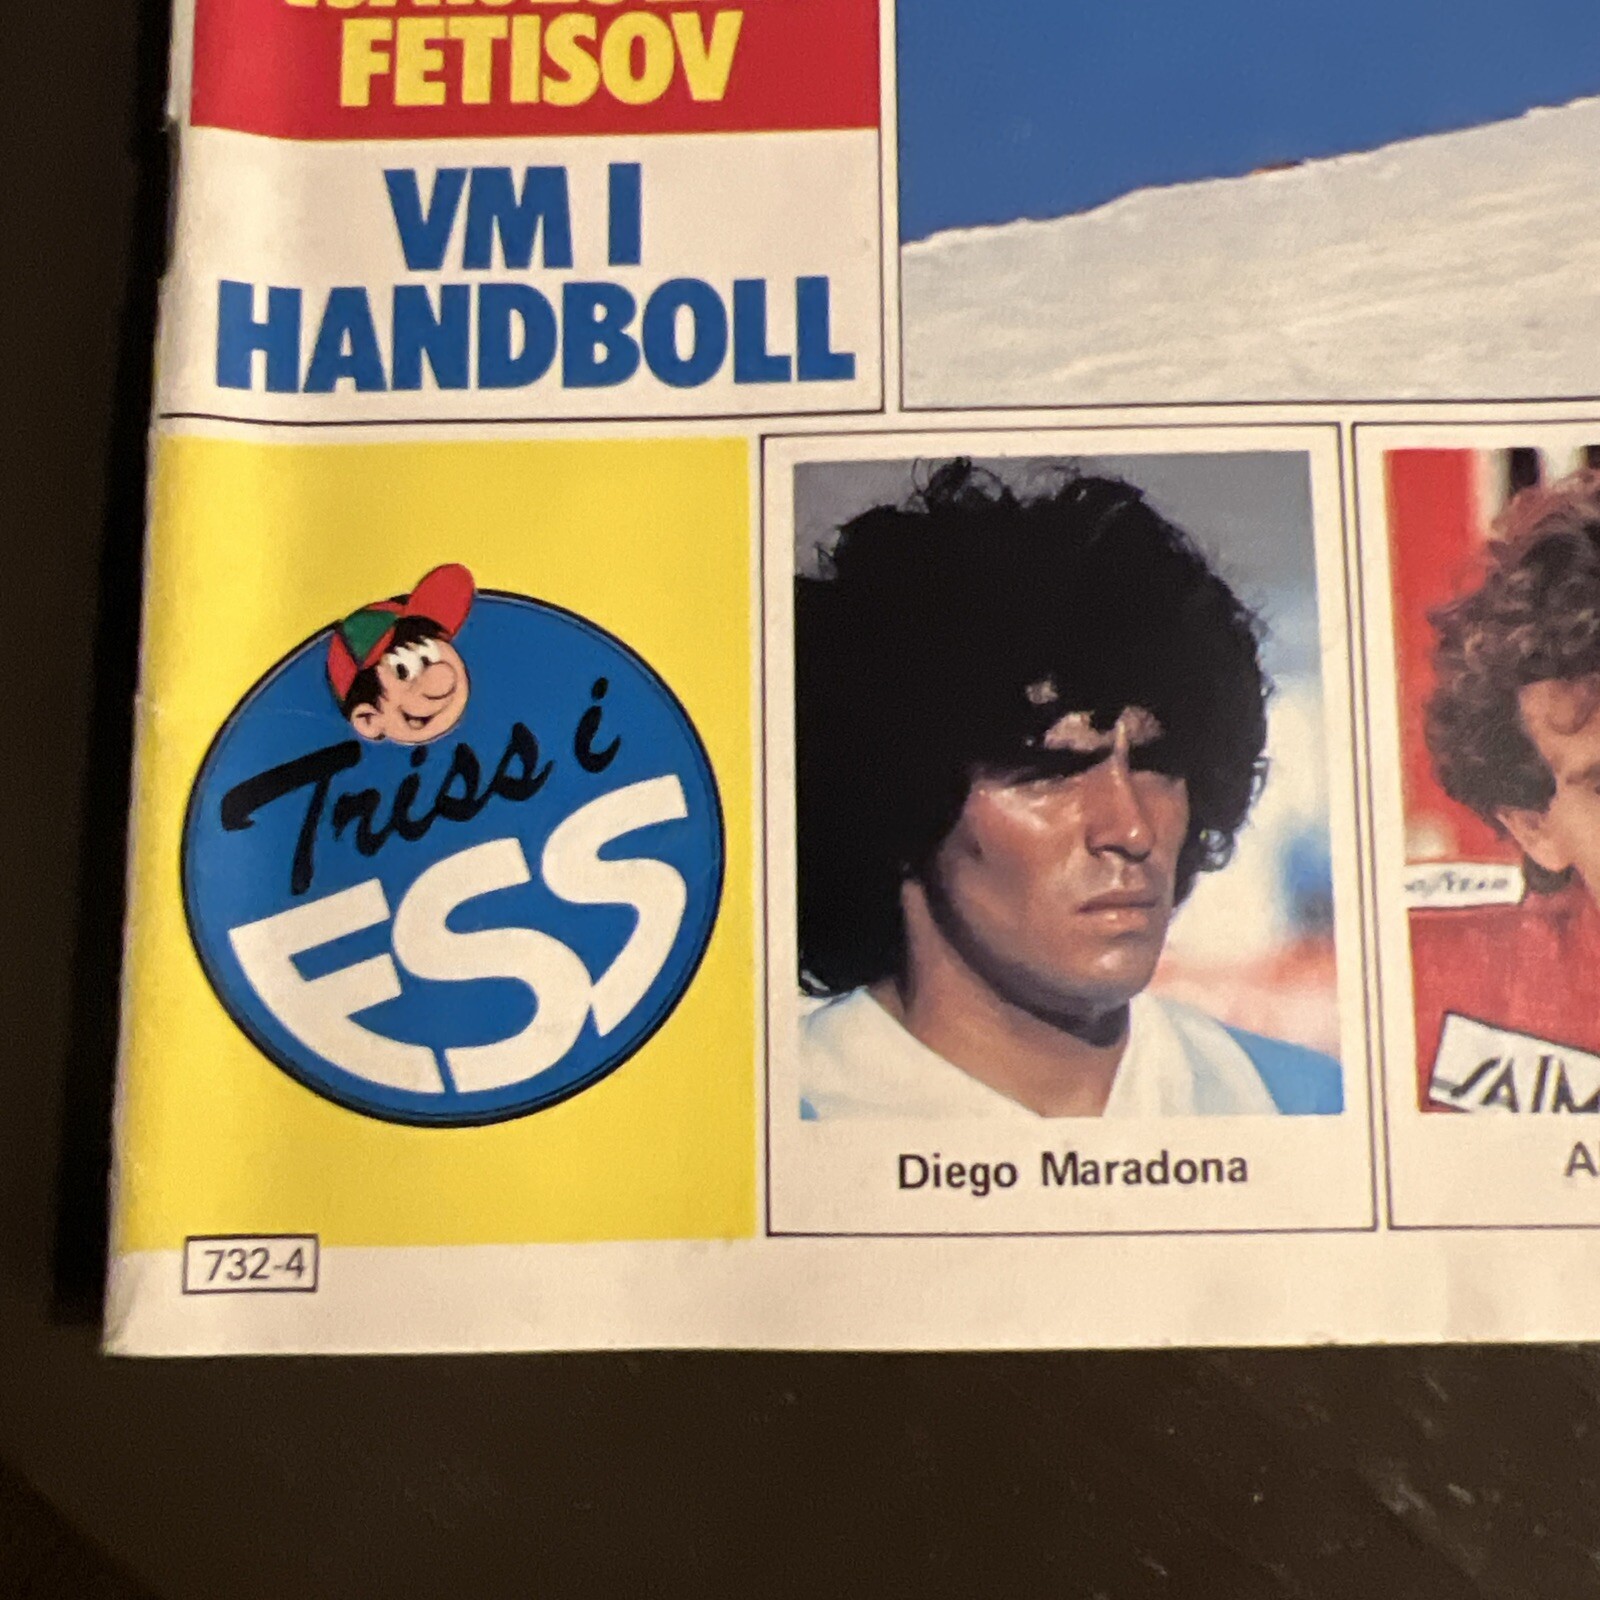 FETISOV
VM I
HANDBOLL
Triss i
ESS
Diego Maradona
732-4